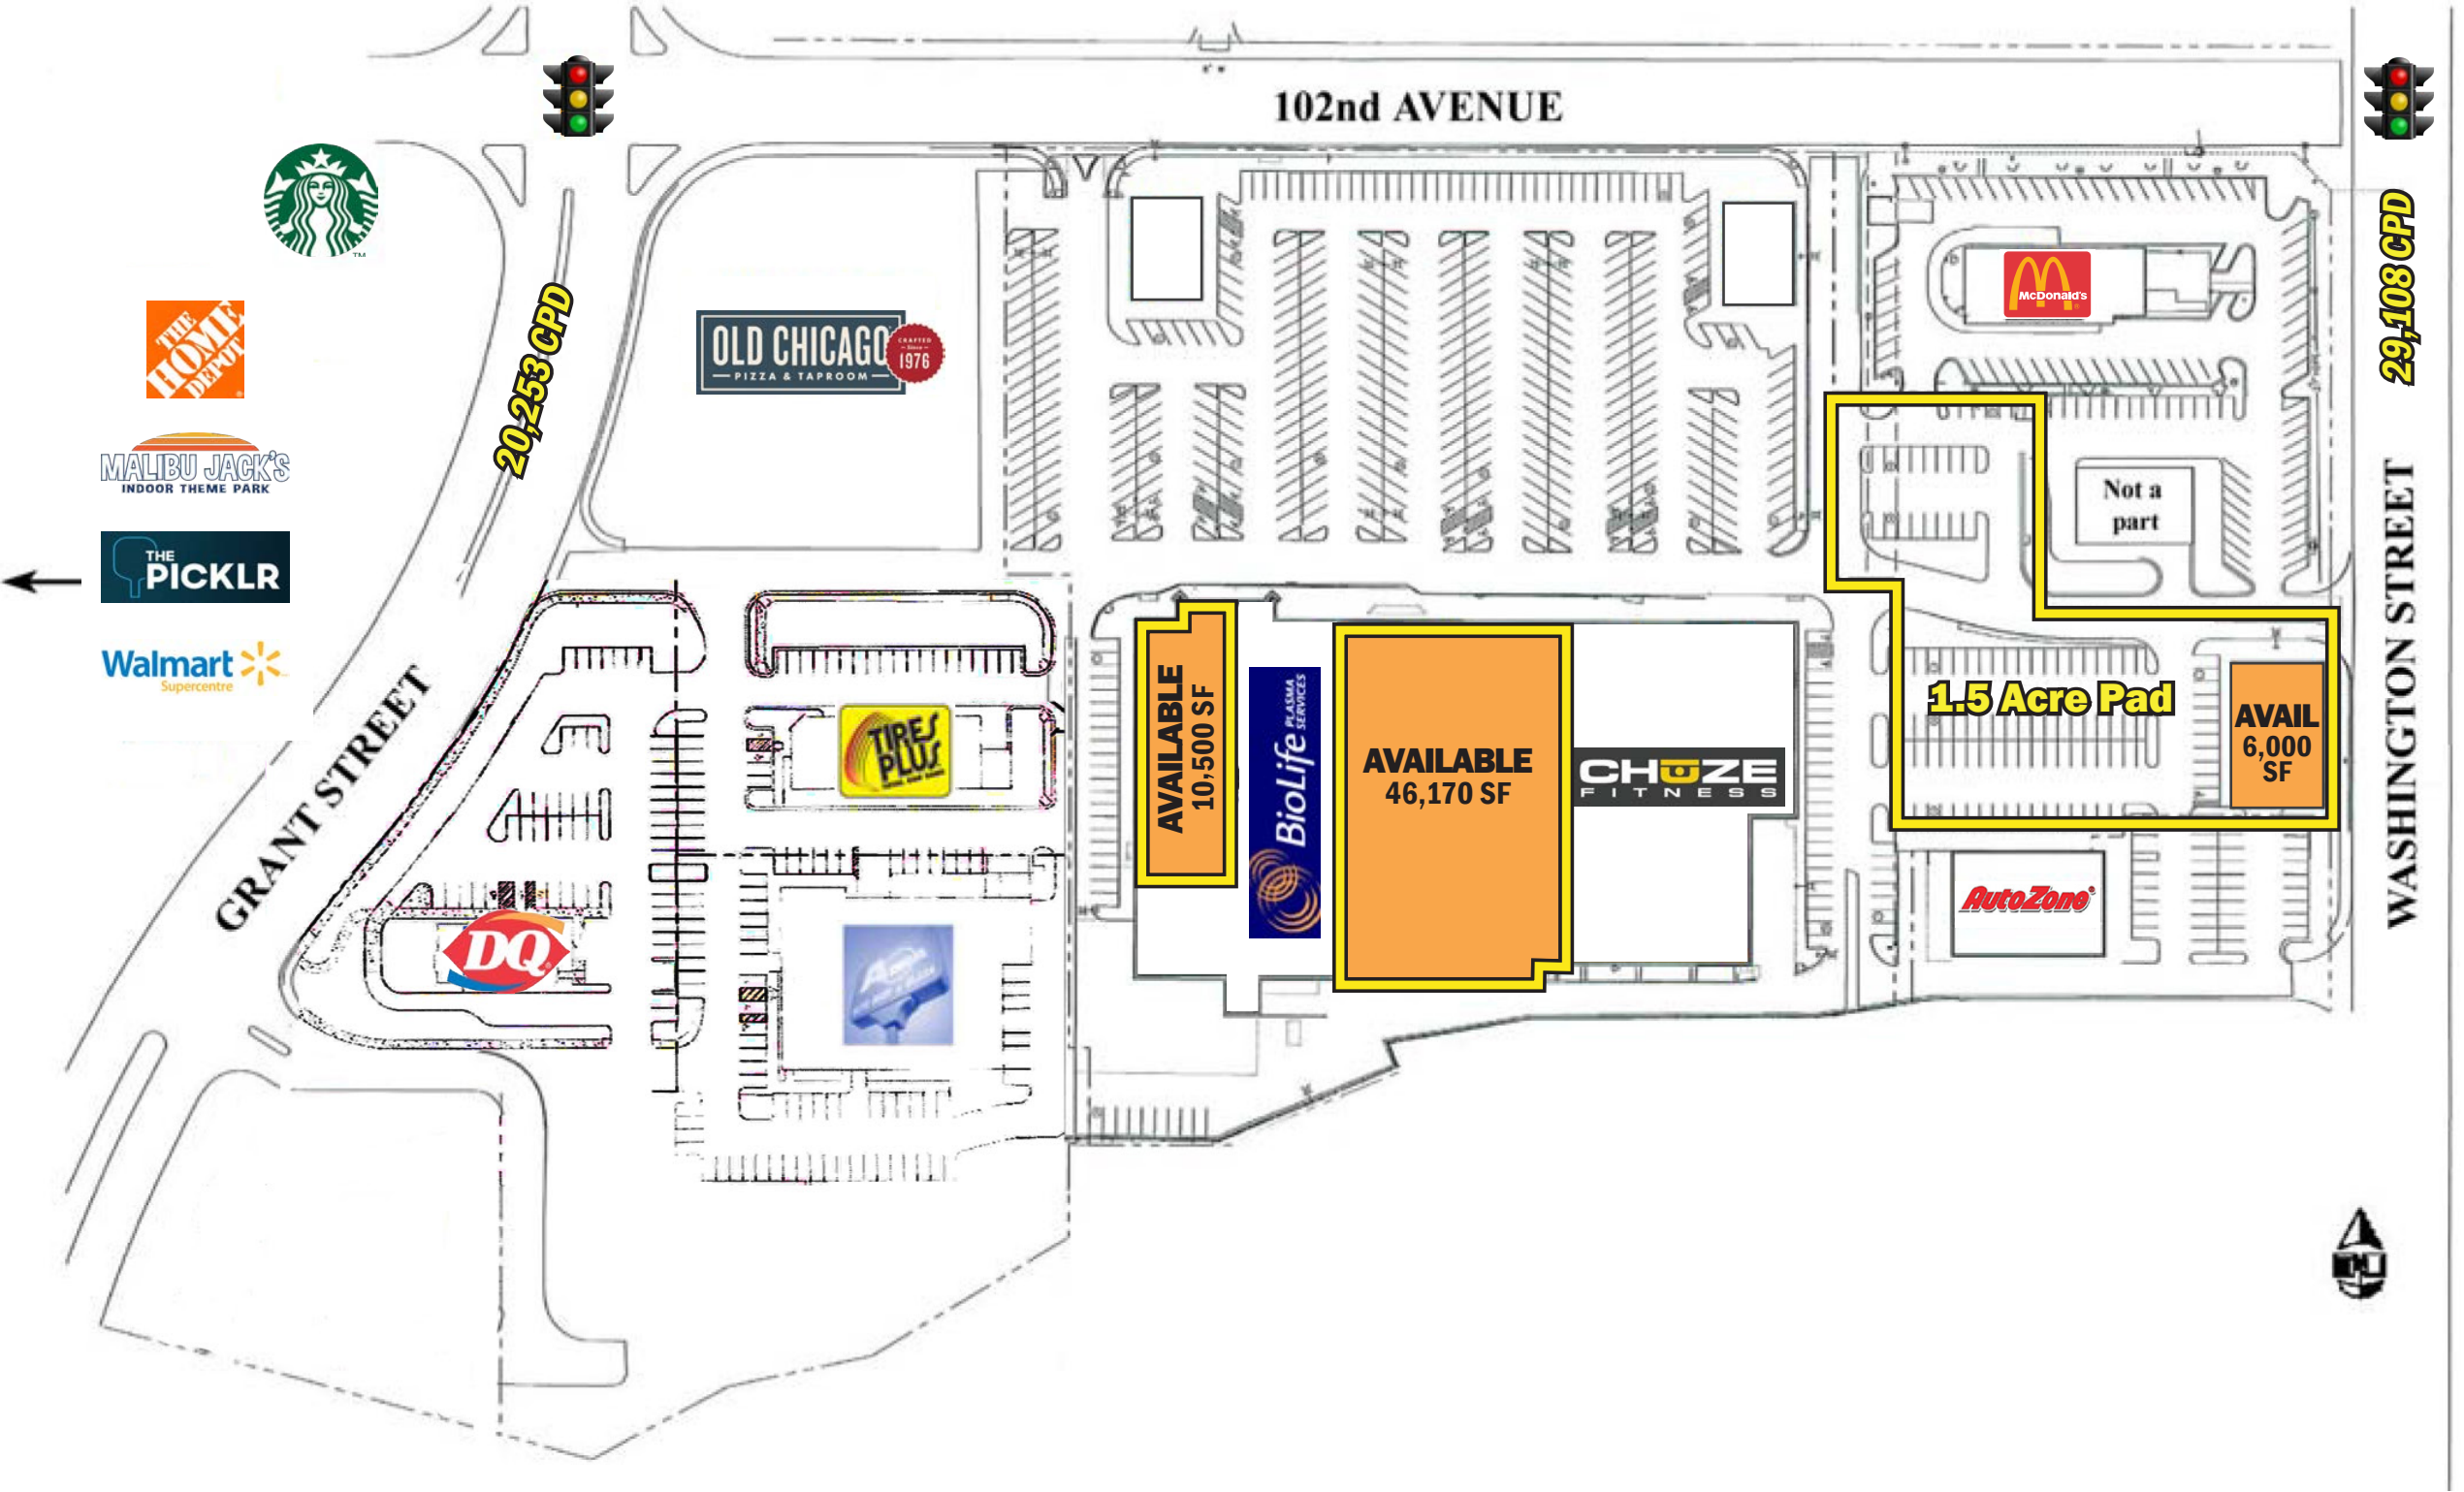 102nd AVENUE
TM
20,253 CPD
29,108 CPD
THE
HOME
DEPOT
MALIBU JACK'S
INDOOR THEME PARK
THE
PICKLR
Walmart
Supercentre
GRANT STREET
OLD CHICAGO
PIZZA & TAPROOM
CRAFTED
Since
1976
McDonald's
Not a
part
WASHINGTON STREET
TIRES
PLUS
DQ
AVAILABLE
10,500 SF
BioLife PLASMA
SERVICES
AVAILABLE
46,170 SF
CHUZE
FITNESS
1.5 Acre Pad
AVAIL
6,000
SF
AutoZone